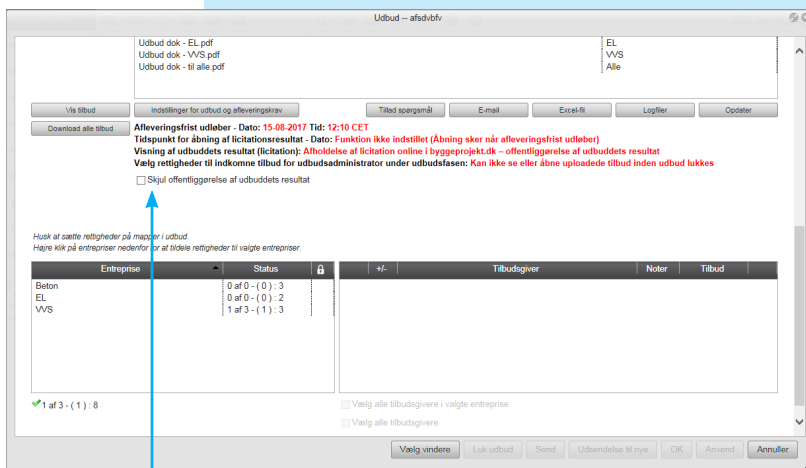 Udbud -- afsdvbfv
Udbud dok - EL.pdf EL
Udbud dok - VVS.pdf VVS
Udbud dok - til alle.pdf Alle
Vis tilbud Indstillinger for udbud og afleveringskrav Tillad spørgsmål E-mail Excel-fil Logfiler Opdater
Download alle tilbud Afleveringsfrist udløber - Dato: 15-08-2017 Tid: 12:10 CET
Tidspunkt for åbning af licitationsresultat - Dato: Funktion ikke indstillet (Åbning sker når afleveringsfrist udløber)
Visning af udbuddets resultat (licitation): Afholdelse af licitation online i byggeprojekt.dk – offentliggørelse af udbuddets resultat
Vælg rettigheder til indkomne tilbud for udbudsadministrator under udbudsfasen: Kan ikke se eller åbne uploadede tilbud inden udbud lukkes
Skjul offentliggørelse af udbuddets resultat
Husk at sætte rettigheder på mapper i udbud.
Højre klik på entrepriser nedenfor for at tildele rettigheder til valgte entrepriser.
Entreprise Status +/- Tilbudsgiver Noter Tilbud
Beton 0 af 0 - ( 0 ) : 3
EL 0 af 0 - ( 0 ) : 2
VVS 1 af 3 - ( 1 ) : 3
1 af 3 - ( 1 ) : 8 Vælg alle tilbudsgivere i valgte entreprise
Vælg alle tilbudsgivere
Vælg vindere Luk udbud Send Udsendelse til nye OK Anvend Annuller